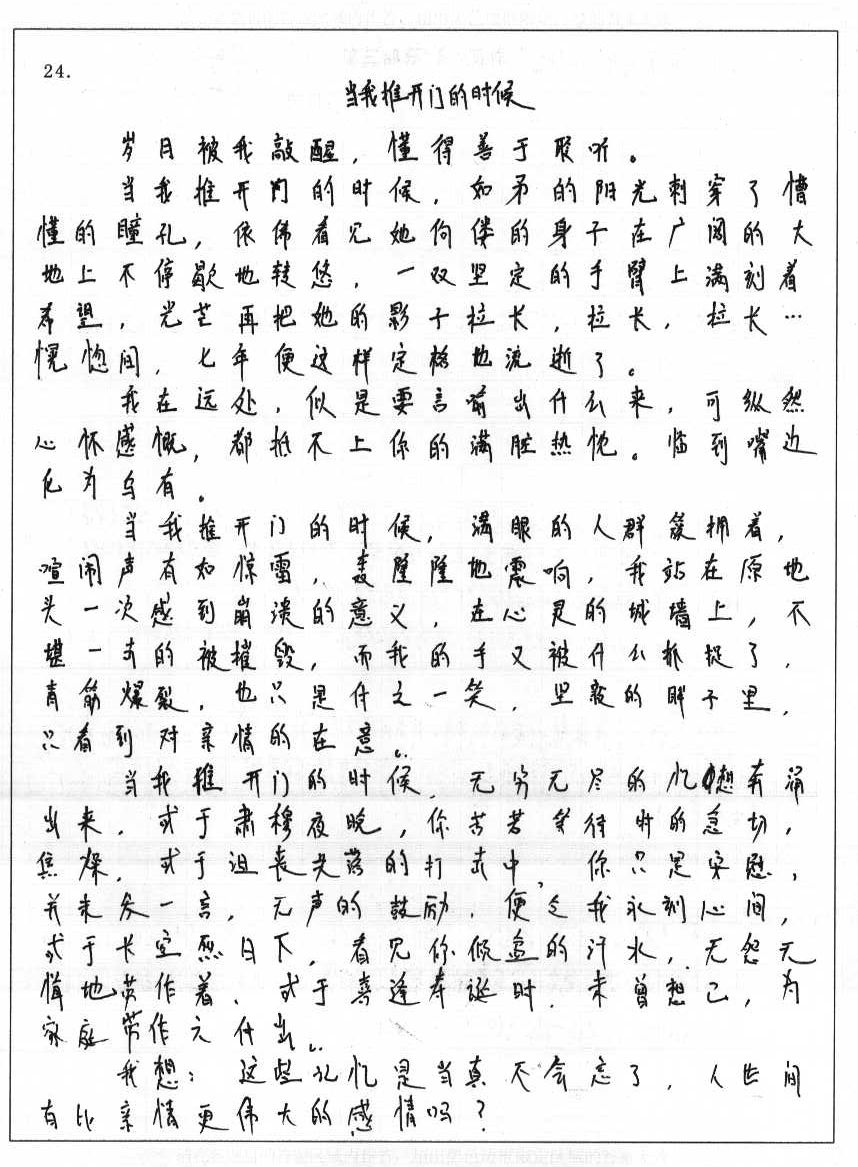 24.
当我推开门的时候
岁月被我敲醒，懂得善于聆听。
当我推开门的时候，如希的阳光刺穿了懵
懂的瞳孔，依俙看见她佝偻的身子在广阔的大
地上不停歇地转悠，一双坚定的手臂上满刻着
希望，光芒再把她的影子拉长，拉长，拉长…
恍惚间，七年便这样定格地流逝了。
我在远处，似是要言喻出什么来，可纵然
心怀感慨，都抵不上你的满腔热忱。临到嘴边
化为乌有。
当我推开门的时候，满眼的人群簇拥着，
喧闹声有如惊雷，轰隆隆地震响，我站在原地
头一次感到崩溃的意义，在心灵的城墙上，不
堪一击的被摧毁，而我的手又被什么抓捉了，
青筋爆裂，也只是付之一笑，坚毅的眸子里，
只看到对亲情的在意。
当我推开门的时候，无穷无尽的忆想奔涌
出来，或于肃穆夜晚，你苦苦等待时的急切，
焦燥，或于沮丧失落的打击中，你只是安慰，
并未发一言，无声的鼓励，便令我永刻心间，
或于长空烈日下，看见你倾盆的汗水，无怨无
悔地劳作着，或于喜逢寿诞时，未曾想己，为
家庭劳作无付出。
我想：这些记忆是当真不会忘了，人世间
有比亲情更伟大的感情吗？